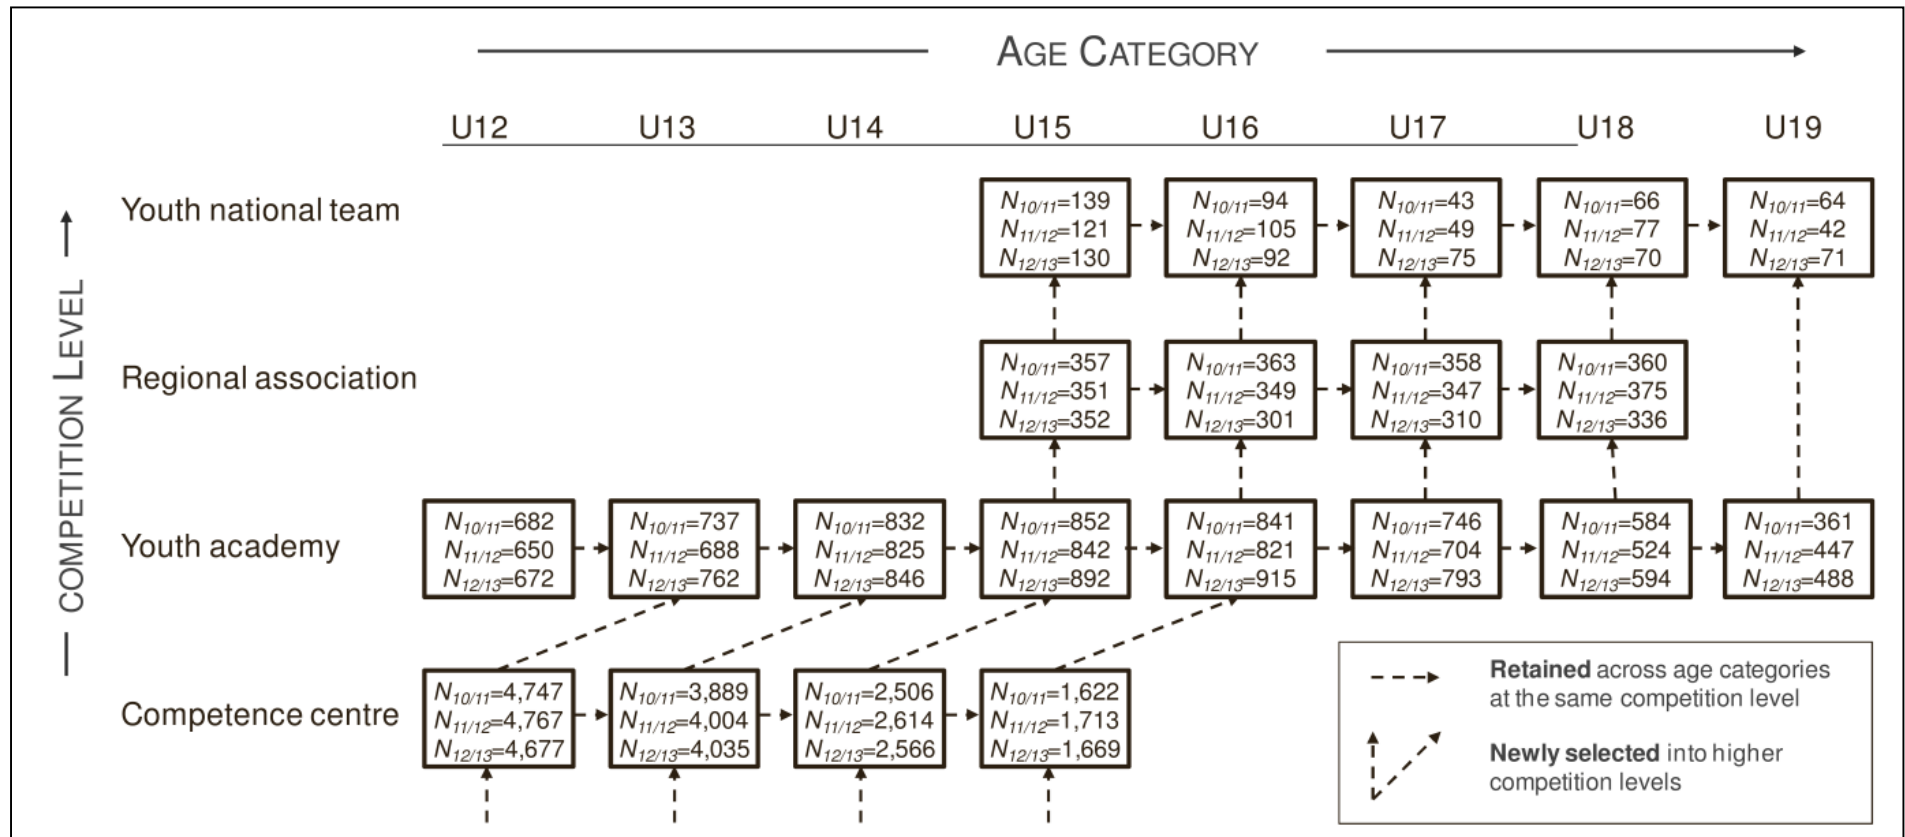 AGE CATEGORY
U12 U13 U14 U15 U16 U17 U18 U19
COMPETITION LEVEL
Youth national team
N10/11=139 N10/11=94 N10/11=43 N10/11=66 N10/11=64
N11/12=121 N11/12=105 N11/12=49 N11/12=77 N11/12=42
N12/13=130 N12/13=92 N12/13=75 N12/13=70 N12/13=71
Regional association
N10/11=357 N10/11=363 N10/11=358 N10/11=360
N11/12=351 N11/12=349 N11/12=347 N11/12=375
N12/13=352 N12/13=301 N12/13=310 N12/13=336
Youth academy
N10/11=682 N10/11=737 N10/11=832 N10/11=852 N10/11=841 N10/11=746 N10/11=584 N10/11=361
N11/12=650 N11/12=688 N11/12=825 N11/12=842 N11/12=821 N11/12=704 N11/12=524 N11/12=447
N12/13=672 N12/13=762 N12/13=846 N12/13=892 N12/13=915 N12/13=793 N12/13=594 N12/13=488
Competence centre
N10/11=4,747 N10/11=3,889 N10/11=2,506 N10/11=1,622
N11/12=4,767 N11/12=4,004 N11/12=2,614 N11/12=1,713
N12/13=4,677 N12/13=4,035 N12/13=2,566 N12/13=1,669
Retained across age categories
at the same competition level
Newly selected into higher
competition levels